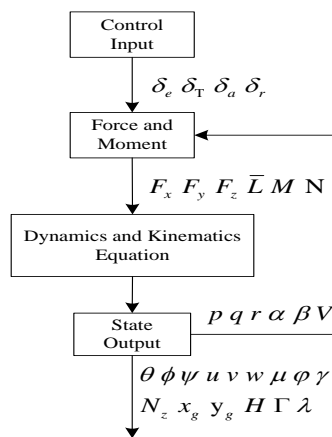 Control
Input
δe δT δa δr
Force and
Moment
Fx Fy Fz L̅ M N
Dynamics and Kinematics
Equation
State
Output
p q r α β V
θ ϕ ψ u v w μ φ γ
Nz xg yg H Γ λ